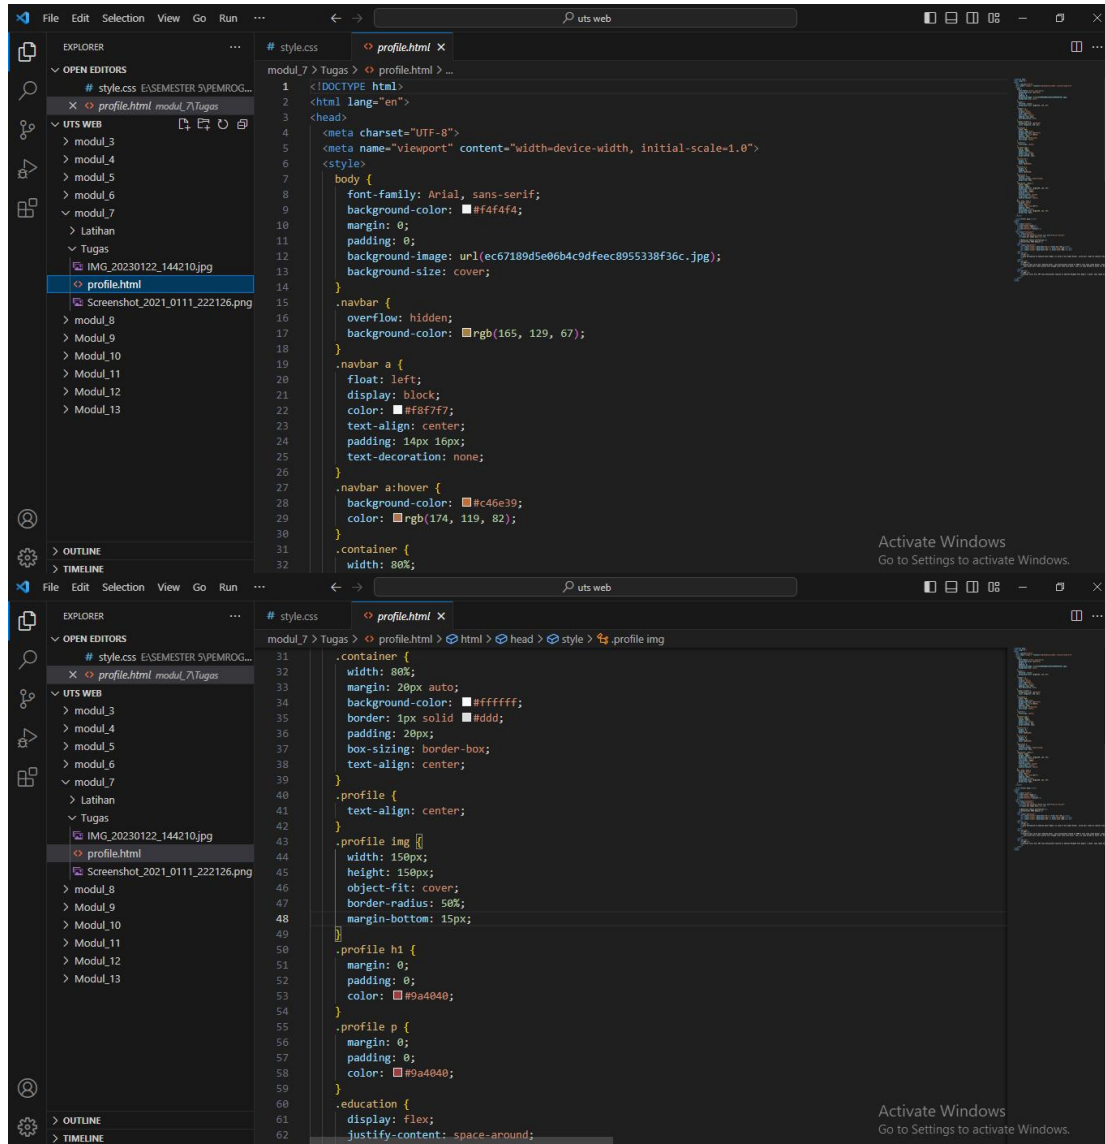 File Edit Selection View Go Run ··· uts web
EXPLORER ···
OPEN EDITORS
# style.css E:\SEMESTER 5\PEMROG...
profile.html modul_7\Tugas
UTS WEB
modul_3
modul_4
modul_5
modul_6
modul_7
Latihan
Tugas
IMG_20230122_144210.jpg
profile.html
Screenshot_2021_0111_222126.png
modul_8
Modul_9
Modul_10
Modul_11
Modul_12
Modul_13
OUTLINE
TIMELINE
# style.css <> profile.html
modul_7 > Tugas > <> profile.html > ...
1 <!DOCTYPE html>
2 <html lang="en">
3 <head>
4 <meta charset="UTF-8">
5 <meta name="viewport" content="width=device-width, initial-scale=1.0">
6 <style>
7 body {
8 font-family: Arial, sans-serif;
9 background-color: #f4f4f4;
10 margin: 0;
11 padding: 0;
12 background-image: url(ec67189d5e06b4c9dfeec8955338f36c.jpg);
13 background-size: cover;
14 }
15 .navbar {
16 overflow: hidden;
17 background-color: rgb(165, 129, 67);
18 }
19 .navbar a {
20 float: left;
21 display: block;
22 color: #f8f7f7;
23 text-align: center;
24 padding: 14px 16px;
25 text-decoration: none;
26 }
27 .navbar a:hover {
28 background-color: #c46e39;
29 color: rgb(174, 119, 82);
30 }
31 .container {
32 width: 80%;
Activate Windows
Go to Settings to activate Windows.
File Edit Selection View Go Run ··· uts web
EXPLORER ···
OPEN EDITORS
# style.css E:\SEMESTER 5\PEMROG...
profile.html modul_7\Tugas
UTS WEB
modul_3
modul_4
modul_5
modul_6
modul_7
Latihan
Tugas
IMG_20230122_144210.jpg
profile.html
Screenshot_2021_0111_222126.png
modul_8
Modul_9
Modul_10
Modul_11
Modul_12
Modul_13
OUTLINE
TIMELINE
# style.css <> profile.html
modul_7 > Tugas > <> profile.html > html > head > style > .profile img
31 .container {
32 width: 80%;
33 margin: 20px auto;
34 background-color: #ffffff;
35 border: 1px solid #ddd;
36 padding: 20px;
37 box-sizing: border-box;
38 text-align: center;
39 }
40 .profile {
41 text-align: center;
42 }
43 .profile img {
44 width: 150px;
45 height: 150px;
46 object-fit: cover;
47 border-radius: 50%;
48 margin-bottom: 15px;
49 }
50 .profile h1 {
51 margin: 0;
52 padding: 0;
53 color: #9a4040;
54 }
55 .profile p {
56 margin: 0;
57 padding: 0;
58 color: #9a4040;
59 }
60 .education {
61 display: flex;
62 justify-content: space-around;
Activate Windows
Go to Settings to activate Windows.